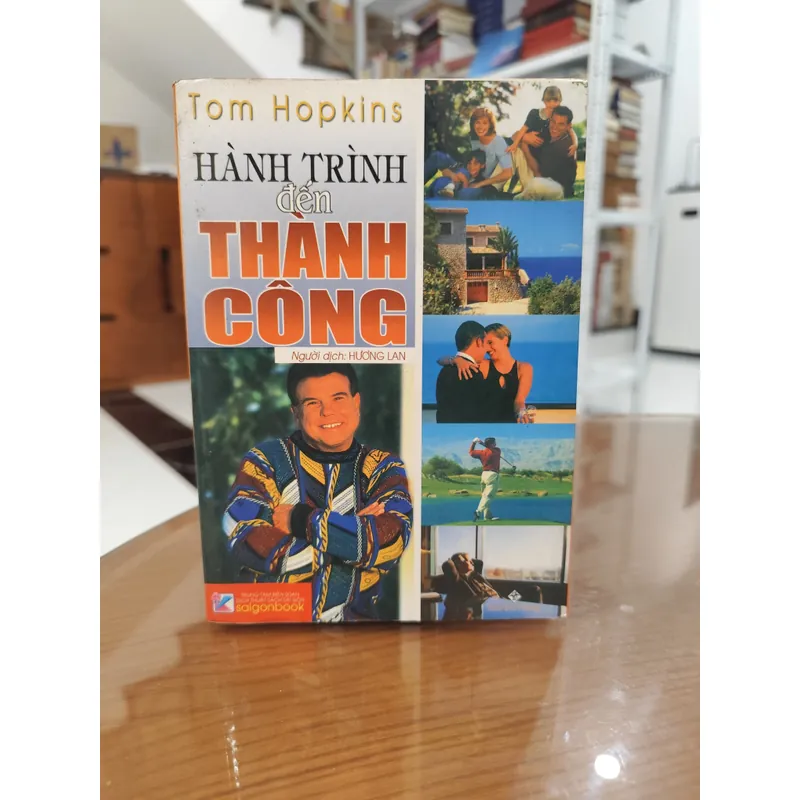 Tom Hopkins
HÀNH TRÌNH
đến
THÀNH
CÔNG
Người dịch: HƯƠNG LAN
saigonbook